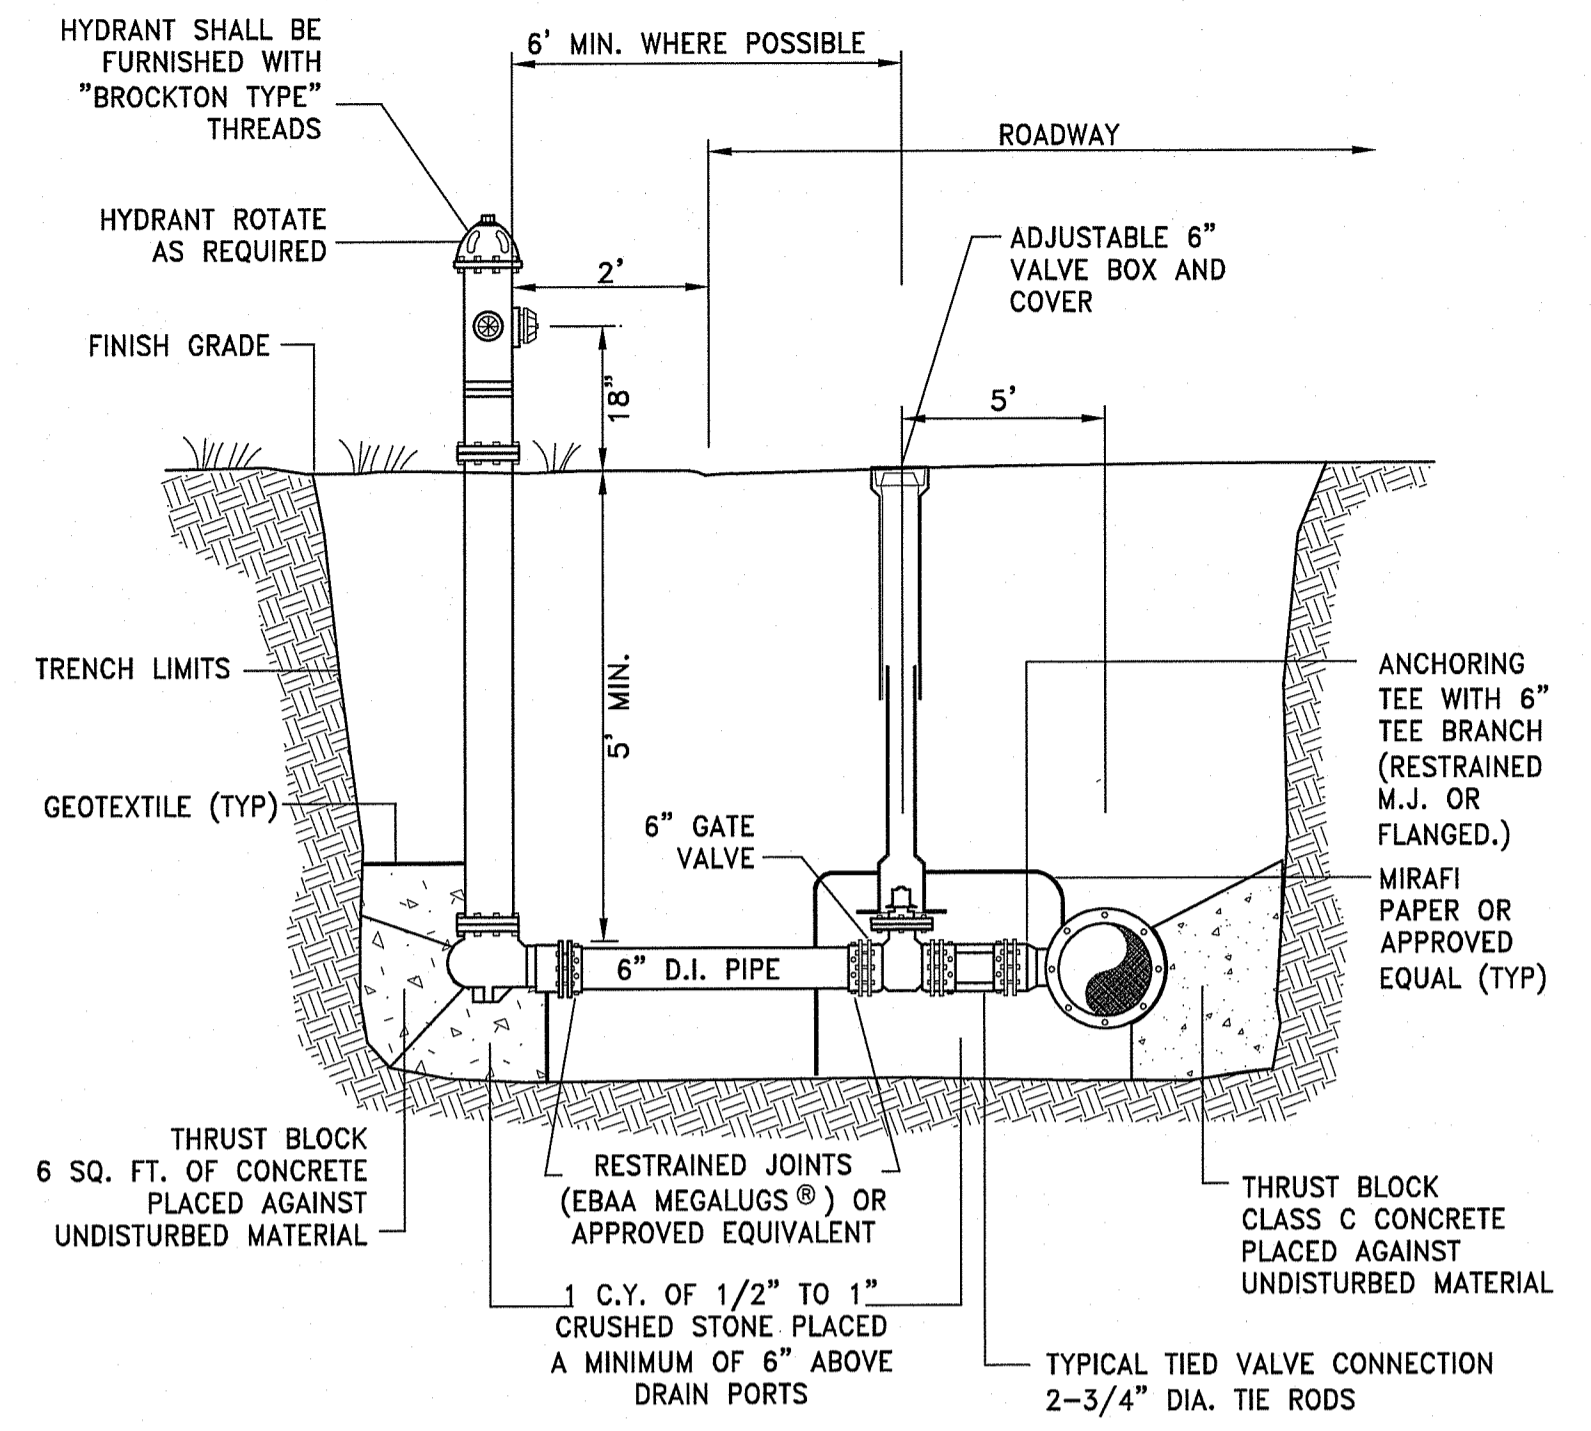 HYDRANT SHALL BE
FURNISHED WITH
"BROCKTON TYPE"
THREADS
6' MIN. WHERE POSSIBLE
ROADWAY
HYDRANT ROTATE
AS REQUIRED
2'
ADJUSTABLE 6"
VALVE BOX AND
COVER
FINISH GRADE
18"
5'
TRENCH LIMITS
5' MIN.
ANCHORING
TEE WITH 6"
TEE BRANCH
(RESTRAINED
M.J. OR
FLANGED.)
GEOTEXTILE (TYP)
6" GATE
VALVE
MIRAFI
PAPER OR
APPROVED
EQUAL (TYP)
6" D.I. PIPE
THRUST BLOCK
6 SQ. FT. OF CONCRETE
PLACED AGAINST
UNDISTURBED MATERIAL
RESTRAINED JOINTS
(EBAA MEGALUGS®) OR
APPROVED EQUIVALENT
THRUST BLOCK
CLASS C CONCRETE
PLACED AGAINST
UNDISTURBED MATERIAL
1 C.Y. OF 1/2" TO 1"
CRUSHED STONE PLACED
A MINIMUM OF 6" ABOVE
DRAIN PORTS
TYPICAL TIED VALVE CONNECTION
2-3/4" DIA. TIE RODS